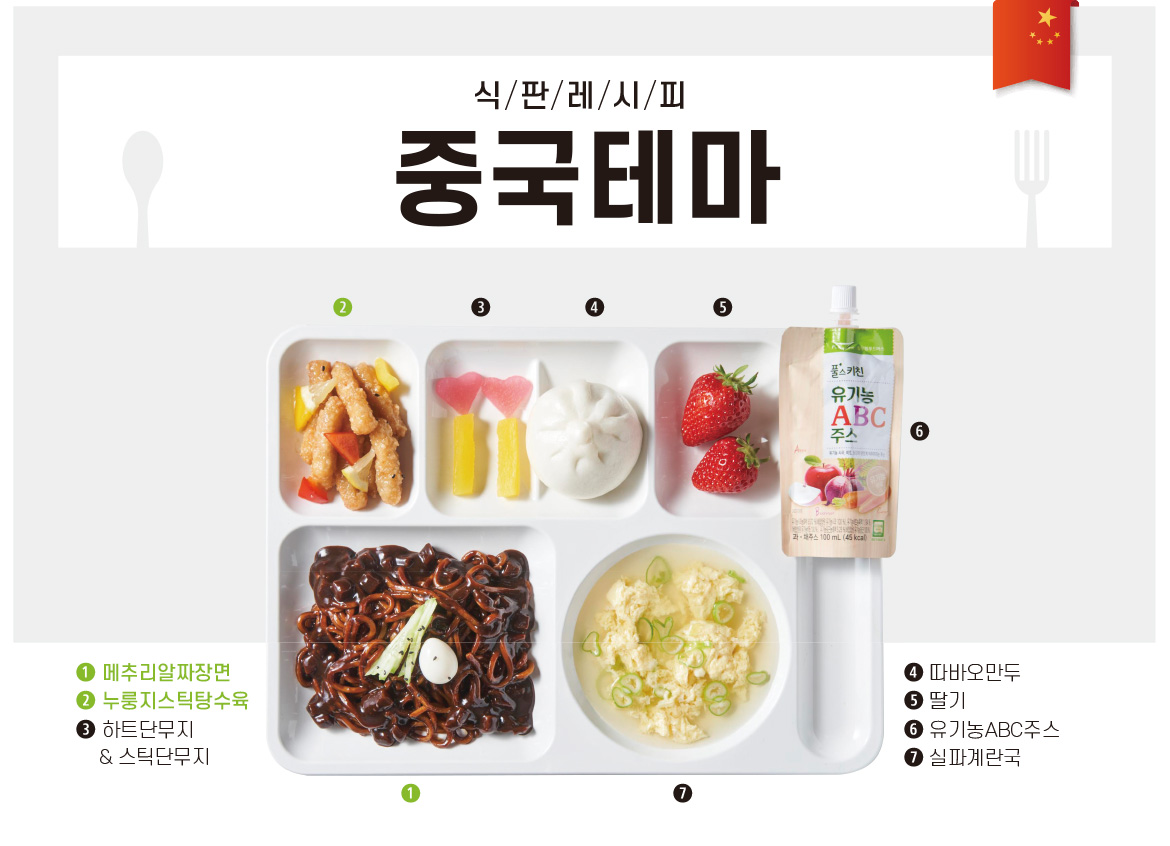 식/판/레/시/피
중국테마
2
3
4
5
풀스키친
유기농
ABC
주스
과·채주스 100 mL (45 kcal)
6
1 메추리알짜장면
2 누룽지스틱탕수육
3 하트단무지
& 스틱단무지
4 따바오만두
5 딸기
6 유기농ABC주스
7 실파계란국
1
7